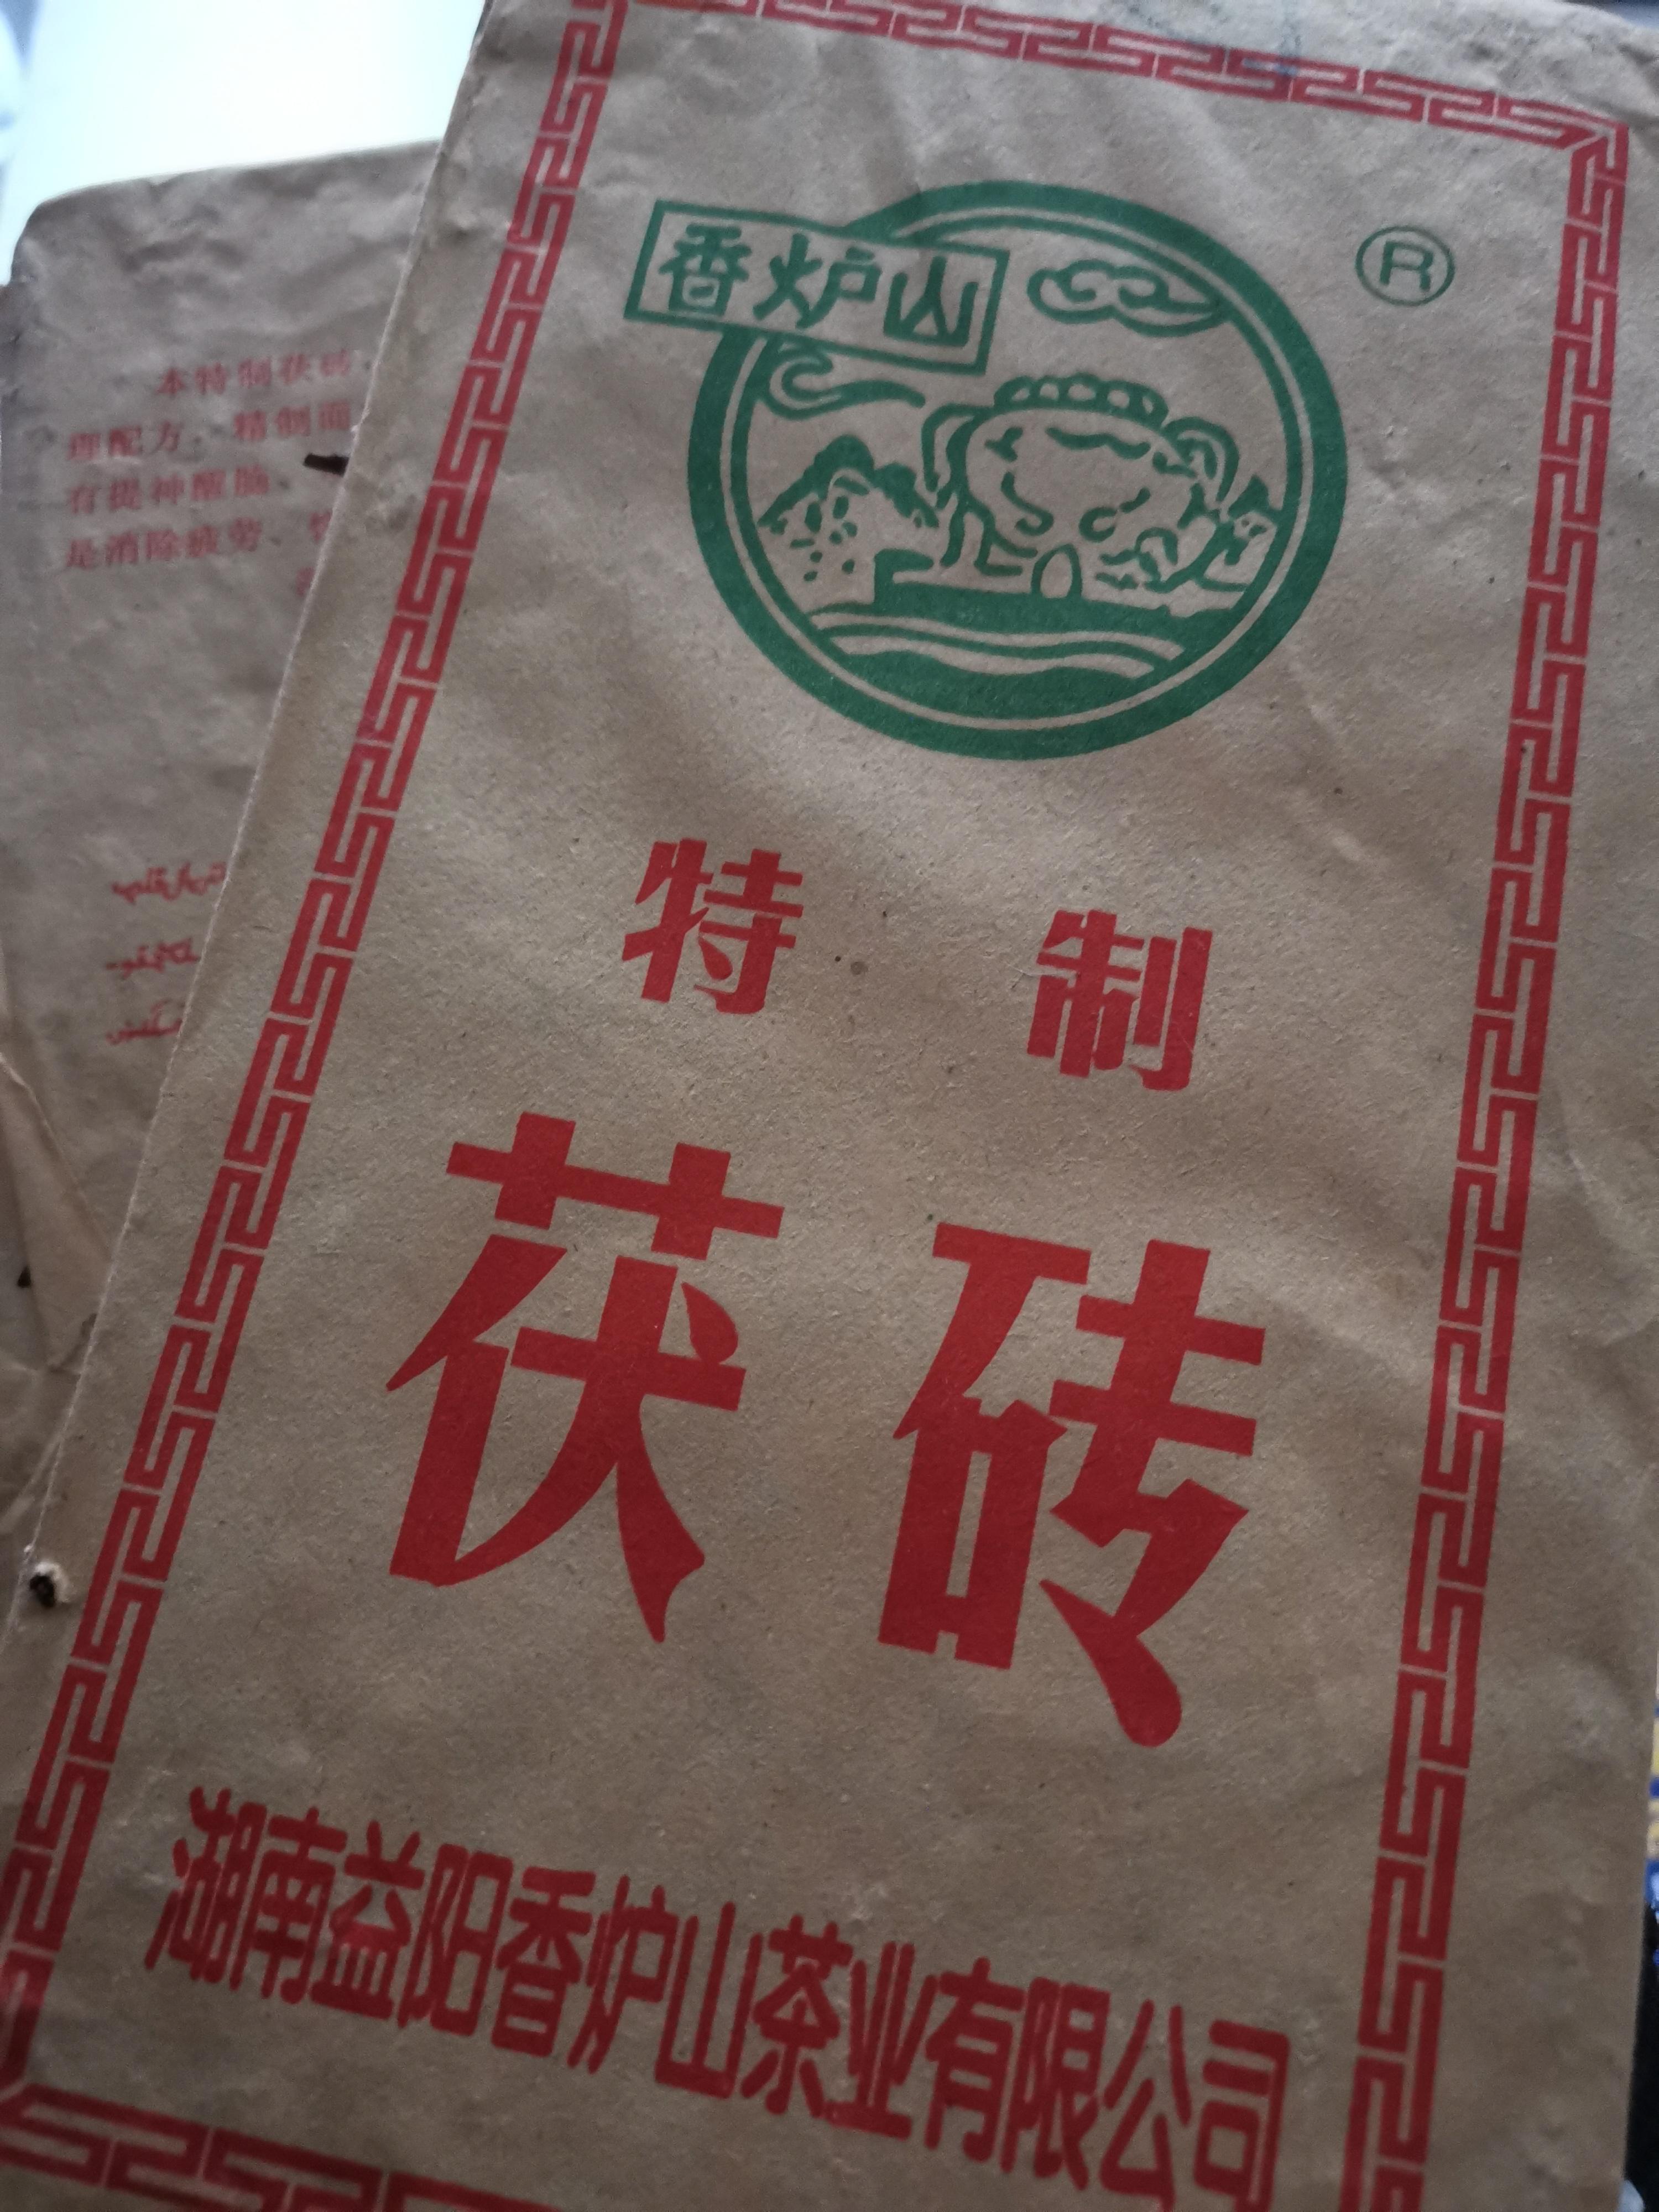 香炉山
®
特制
茯砖
湖南益阳香炉山茶业有限公司
本特制茯砖
理配方、精制而
有提神醒脑、
是消除疲劳、